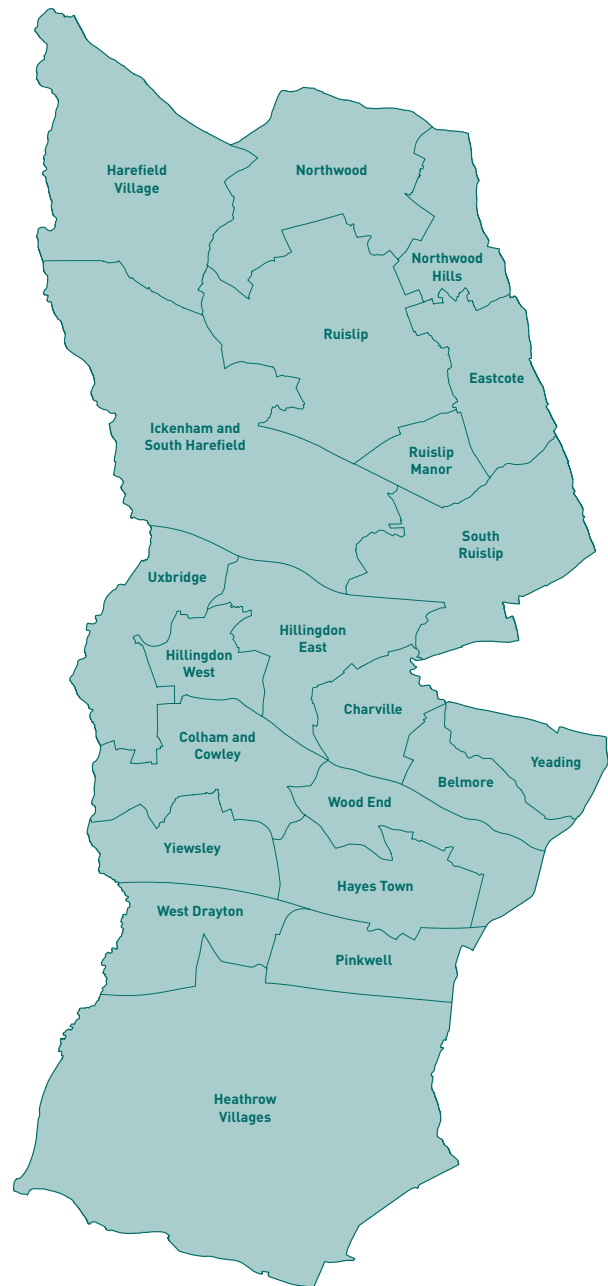 Harefield
Village
Northwood
Northwood
Hills
Ruislip
Eastcote
Ickenham and
South Harefield
Ruislip
Manor
South
Ruislip
Uxbridge
Hillingdon
East
Hillingdon
West
Charville
Colham and
Cowley
Yeading
Belmore
Wood End
Yiewsley
Hayes Town
West Drayton
Pinkwell
Heathrow
Villages